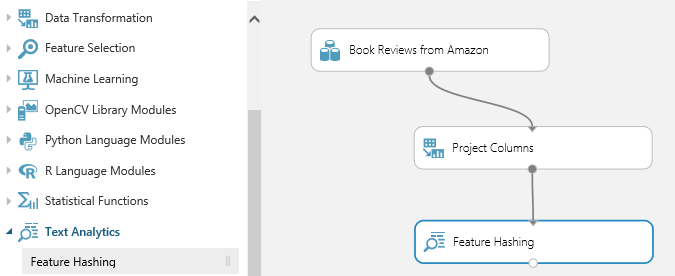 Data Transformation
Feature Selection
Machine Learning
OpenCV Library Modules
Python Language Modules
R Language Modules
Statistical Functions
Text Analytics
Feature Hashing
Book Reviews from Amazon
Project Columns
Feature Hashing